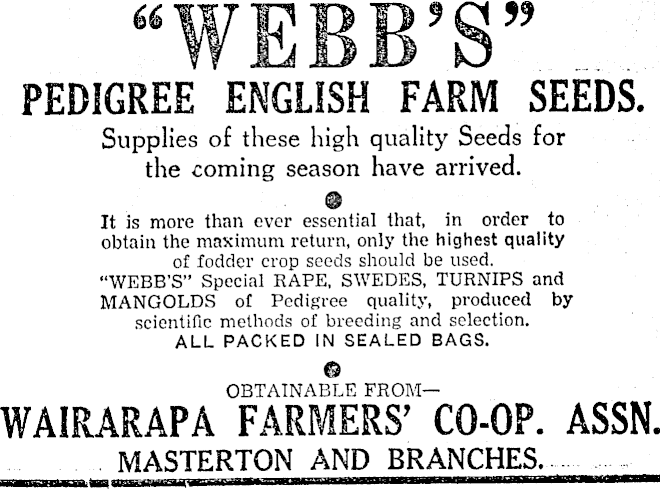 “WEBB’S”
PEDIGREE ENGLISH FARM SEEDS.
Supplies of these high quality Seeds for
the coming season have arrived.
It is more than ever essential that, in order to
obtain the maximum return, only the highest quality
of fodder crop seeds should be used.
“WEBB’S” Special RAPE, SWEDES, TURNIPS and
MANGOLDS of Pedigree quality, produced by
scientific methods of breeding and selection.
ALL PACKED IN SEALED BAGS.
OBTAINABLE FROM—
WAIRARAPA FARMERS’ CO-OP. ASSN.
MASTERTON AND BRANCHES.